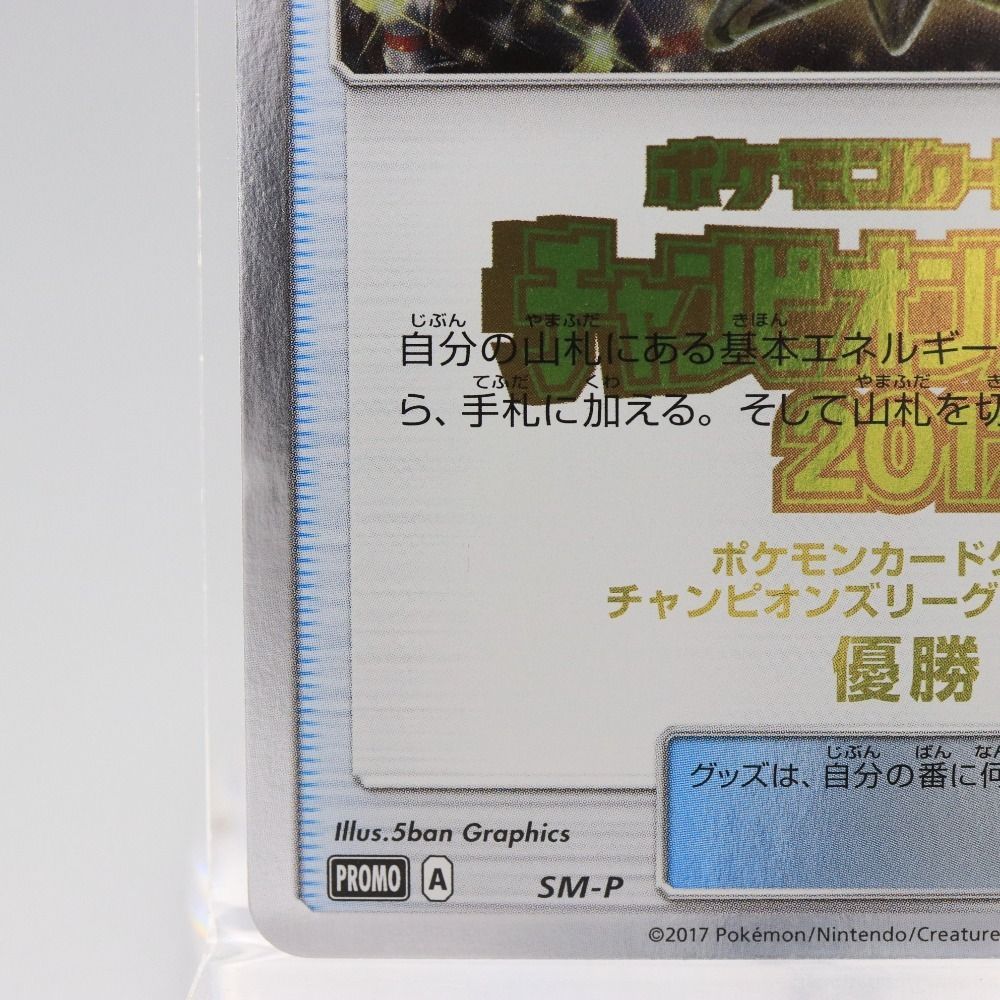 ポケモンカー
チャンピオン
2017
じぶん やまふだ きほん
自分の山札にある基本エネルギー
てふだ くわ やまふだ き
ら、手札に加える。そして山札を切
ポケモンカードゲ
チャンピオンズリーグ
優勝
じぶん ばん なん
グッズは、自分の番に何
Illus.5ban Graphics
PROMO A SM-P
©2017 Pokémon/Nintendo/Creature